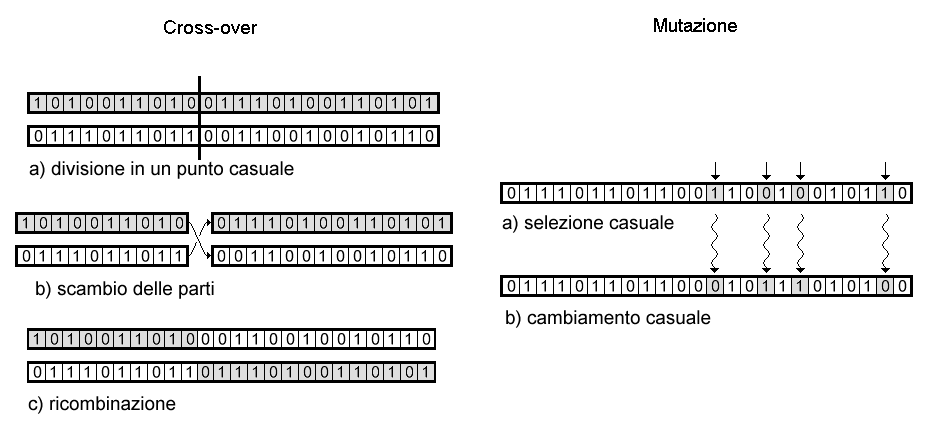 Cross-over
1 0 1 0 0 1 1 0 1 0 0 1 1 1 0 1 0 0 1 1 0 1 0 1
0 1 1 1 0 1 1 0 1 1 0 0 1 1 0 0 1 0 0 1 0 1 1 0
a) divisione in un punto casuale
1 0 1 0 0 1 1 0 1 0 0 1 1 1 0 1 0 0 1 1 0 1 0 1
0 1 1 1 0 1 1 0 1 1 0 0 1 1 0 0 1 0 0 1 0 1 1 0
b) scambio delle parti
1 0 1 0 0 1 1 0 1 0 0 0 1 1 0 0 1 0 0 1 0 1 1 0
0 1 1 1 0 1 1 0 1 1 0 1 1 1 0 1 0 0 1 1 0 1 0 1
c) ricombinazione
Mutazione
0 1 1 1 0 1 1 0 1 1 0 0 1 1 0 0 1 0 0 1 0 1 1 0
a) selezione casuale
0 1 1 1 0 1 1 0 1 1 0 0 0 1 0 1 1 1 0 1 0 1 0 0
b) cambiamento casuale